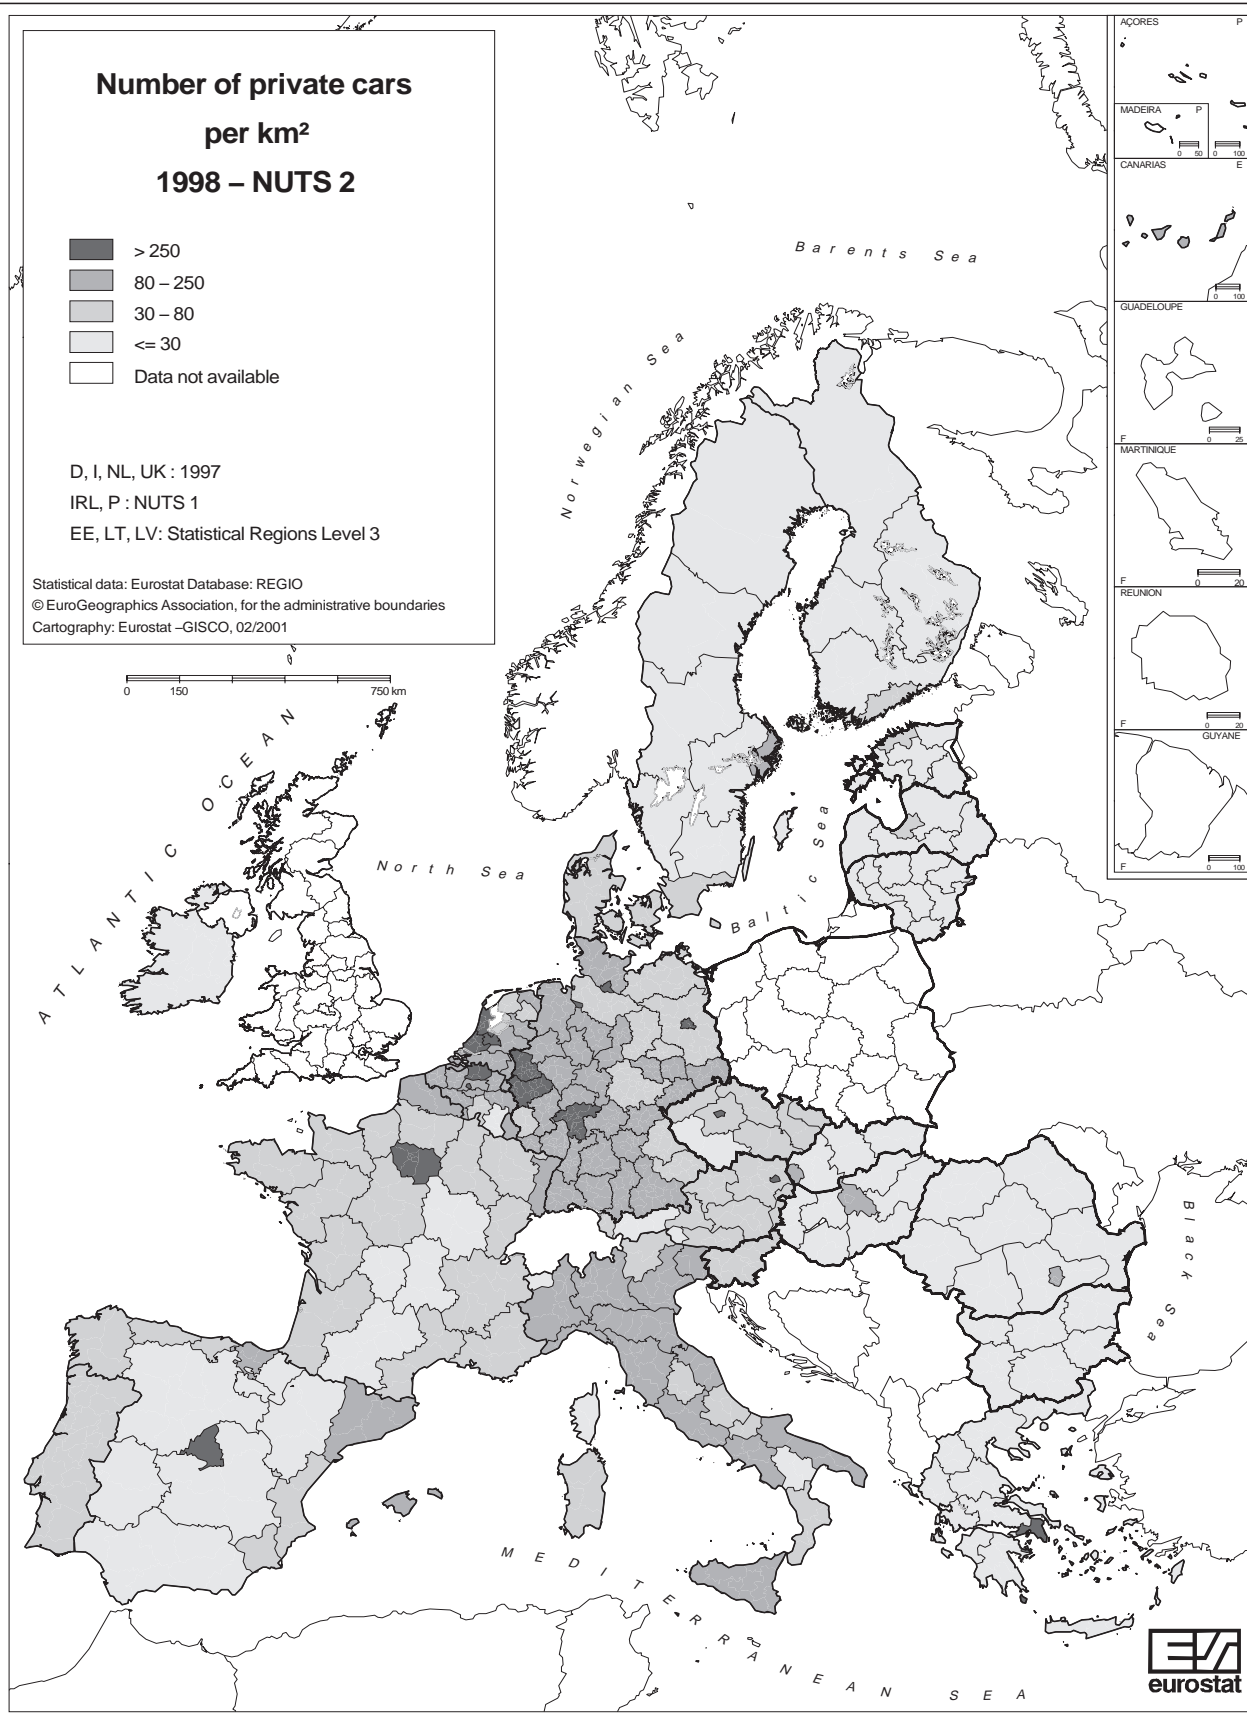 Number of private cars
per km²
1998 – NUTS 2
> 250
80 – 250
30 – 80
<= 30
Data not available
D, I, NL, UK : 1997
IRL, P : NUTS 1
EE, LT, LV: Statistical Regions Level 3
Statistical data: Eurostat Database: REGIO
© EuroGeographics Association, for the administrative boundaries
Cartography: Eurostat –GISCO, 02/2001
0 150 750 km
Barents Sea
Norwegian Sea
ATLANTIC OCEAN
North Sea
Baltic Sea
Black Sea
MEDITERRANEAN SEA
AÇORES P
MADEIRA P
0 50 0 100
CANARIAS E
0 100
GUADELOUPE
F 0 25
MARTINIQUE
F 0 20
REUNION
F 0 20
GUYANE
F 0 100
eurostat